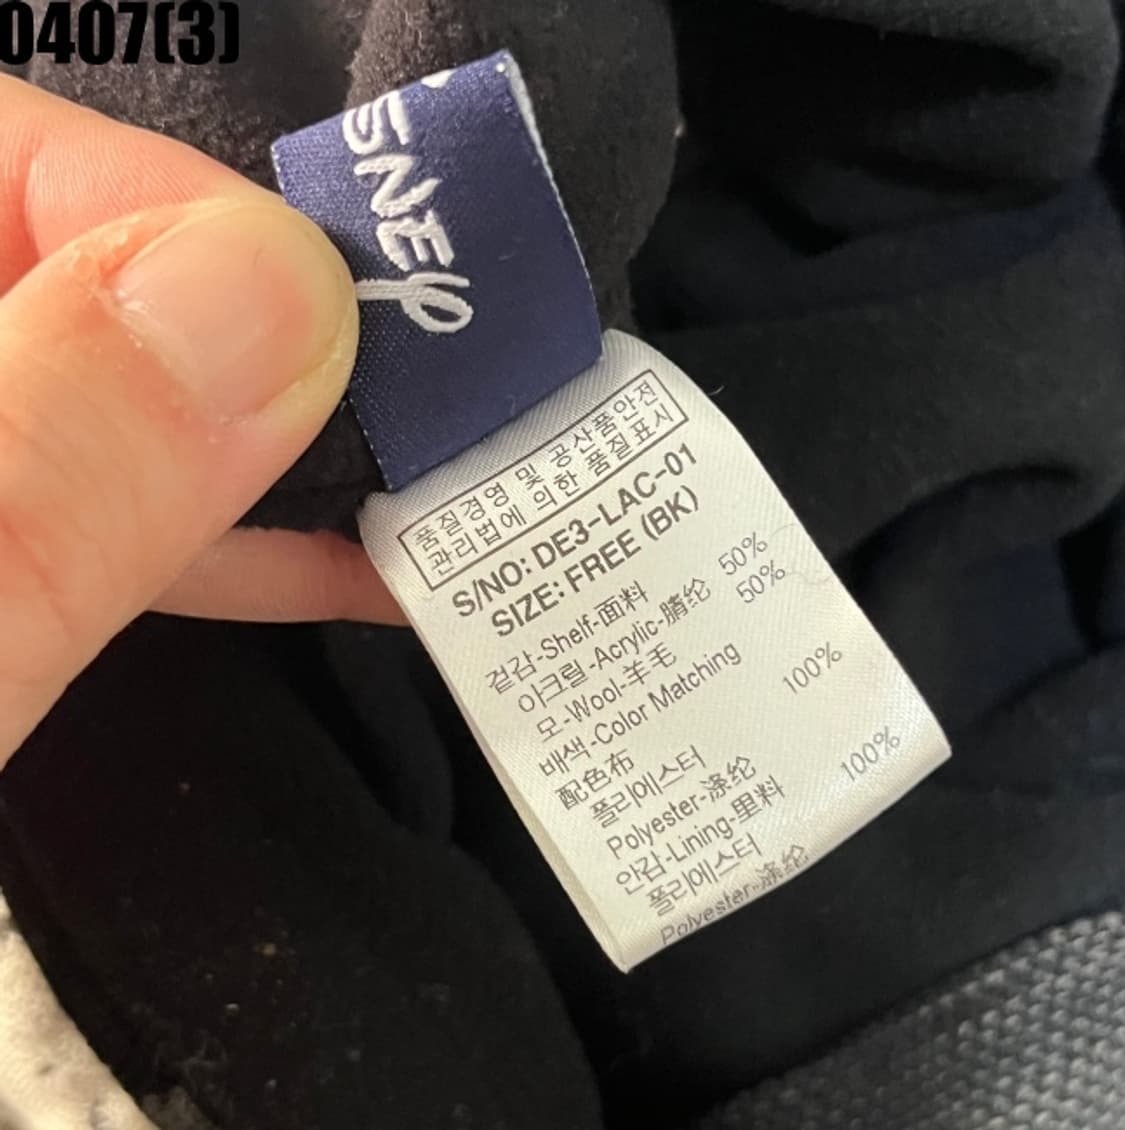 0407(3)
SNEY
품질경명 및 공산품안전
관리법에 의한 품질표시
S/NO: DE3-LAC-01
SIZE: FREE (BK)
겉감-Shelf-面料
아크릴-Acrylic-腈纶 50%
모-Wool-羊毛 50%
배색-Color Matching
配色布
폴리에스터 100%
Polyester-涤纶
안감-Lining-里料
폴리에스터 100%
Polyester-涤纶